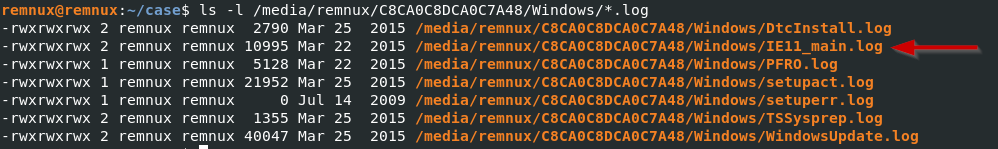 remnux@remnux:~/case$ ls -l /media/remnux/C8CA0C8DCA0C7A48/Windows/*.log
-rwxrwxrwx 2 remnux remnux  2790 Mar 25  2015 /media/remnux/C8CA0C8DCA0C7A48/Windows/DtcInstall.log
-rwxrwxrwx 2 remnux remnux 10995 Mar 22  2015 /media/remnux/C8CA0C8DCA0C7A48/Windows/IE11_main.log
-rwxrwxrwx 1 remnux remnux  5128 Mar 22  2015 /media/remnux/C8CA0C8DCA0C7A48/Windows/PFRO.log
-rwxrwxrwx 1 remnux remnux 21952 Mar 25  2015 /media/remnux/C8CA0C8DCA0C7A48/Windows/setupact.log
-rwxrwxrwx 1 remnux remnux     0 Jul 14  2009 /media/remnux/C8CA0C8DCA0C7A48/Windows/setuperr.log
-rwxrwxrwx 2 remnux remnux  1355 Mar 25  2015 /media/remnux/C8CA0C8DCA0C7A48/Windows/TSSysprep.log
-rwxrwxrwx 2 remnux remnux 40047 Mar 25  2015 /media/remnux/C8CA0C8DCA0C7A48/Windows/WindowsUpdate.log